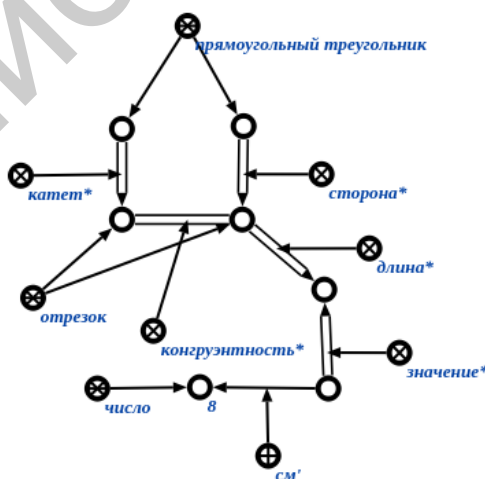 прямоугольный треугольник
катет*
сторона*
длина*
отрезок
конгруэнтность*
значение*
число
8
см'